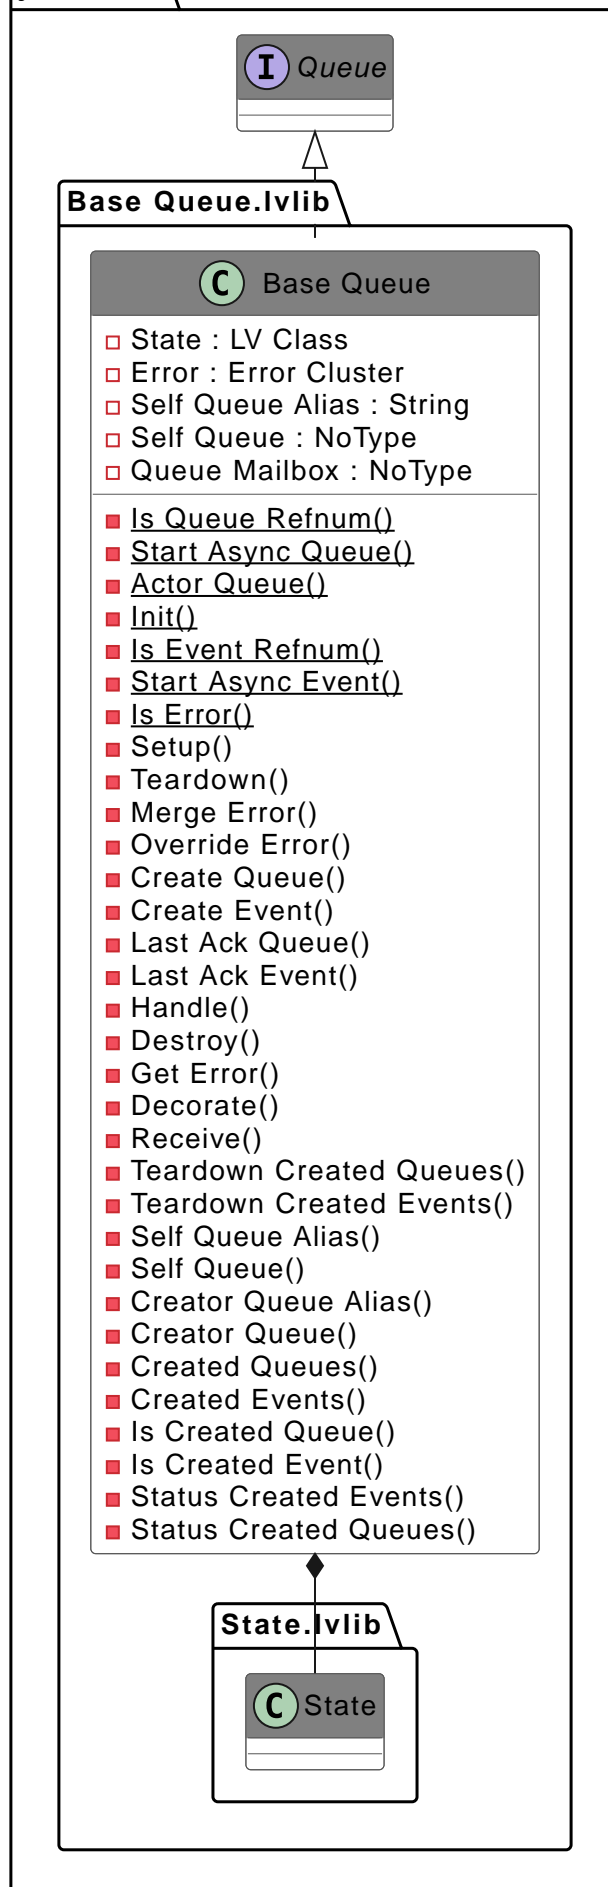 I Queue
Base Queue.lvlib
C Base Queue
State : LV Class
Error : Error Cluster
Self Queue Alias : String
Self Queue : NoType
Queue Mailbox : NoType
Is Queue Refnum()
Start Async Queue()
Actor Queue()
Init()
Is Event Refnum()
Start Async Event()
Is Error()
Setup()
Teardown()
Merge Error()
Override Error()
Create Queue()
Create Event()
Last Ack Queue()
Last Ack Event()
Handle()
Destroy()
Get Error()
Decorate()
Receive()
Teardown Created Queues()
Teardown Created Events()
Self Queue Alias()
Self Queue()
Creator Queue Alias()
Creator Queue()
Created Queues()
Created Events()
Is Created Queue()
Is Created Event()
Status Created Events()
Status Created Queues()
State.lvlib
C State